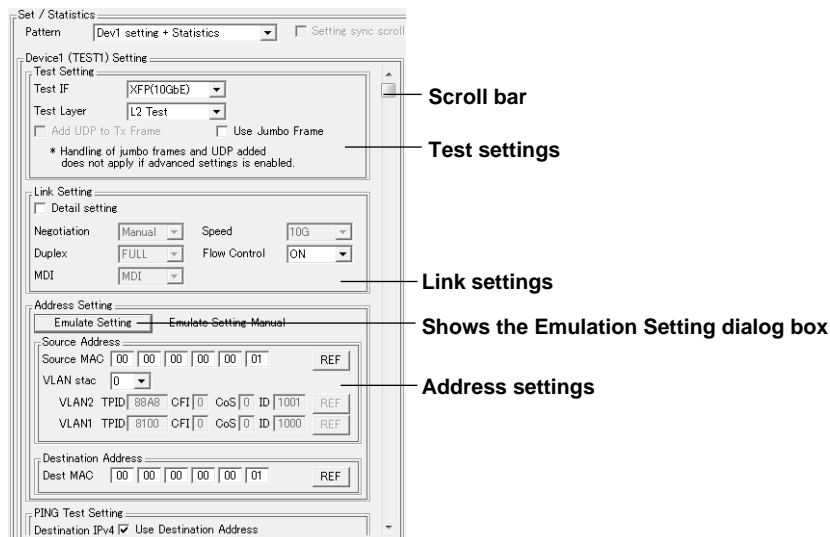 Set / Statistics
Pattern Dev1 setting + Statistics Setting sync scroll
Device1 (TEST1) Setting
Test Setting
Test IF XFP(10GbE)
Scroll bar
Test Layer L2 Test
Add UDP to Tx Frame Use Jumbo Frame
* Handling of jumbo frames and UDP added
does not apply if advanced settings is enabled.
Test settings
Link Setting
Detail setting
Negotiation Manual Speed 10G
Duplex FULL Flow Control ON
MDI MDI
Link settings
Address Setting
Emulate Setting Emulate Setting Manual
Shows the Emulation Setting dialog box
Source Address
Source MAC 00 00 00 00 00 01 REF
VLAN stac 0
Address settings
VLAN2 TPID 88A8 CFI 0 CoS 0 ID 1001 REF
VLAN1 TPID 8100 CFI 0 CoS 0 ID 1000 REF
Destination Address
Dest MAC 00 00 00 00 00 01 REF
PING Test Setting
Destination IPv4 Use Destination Address